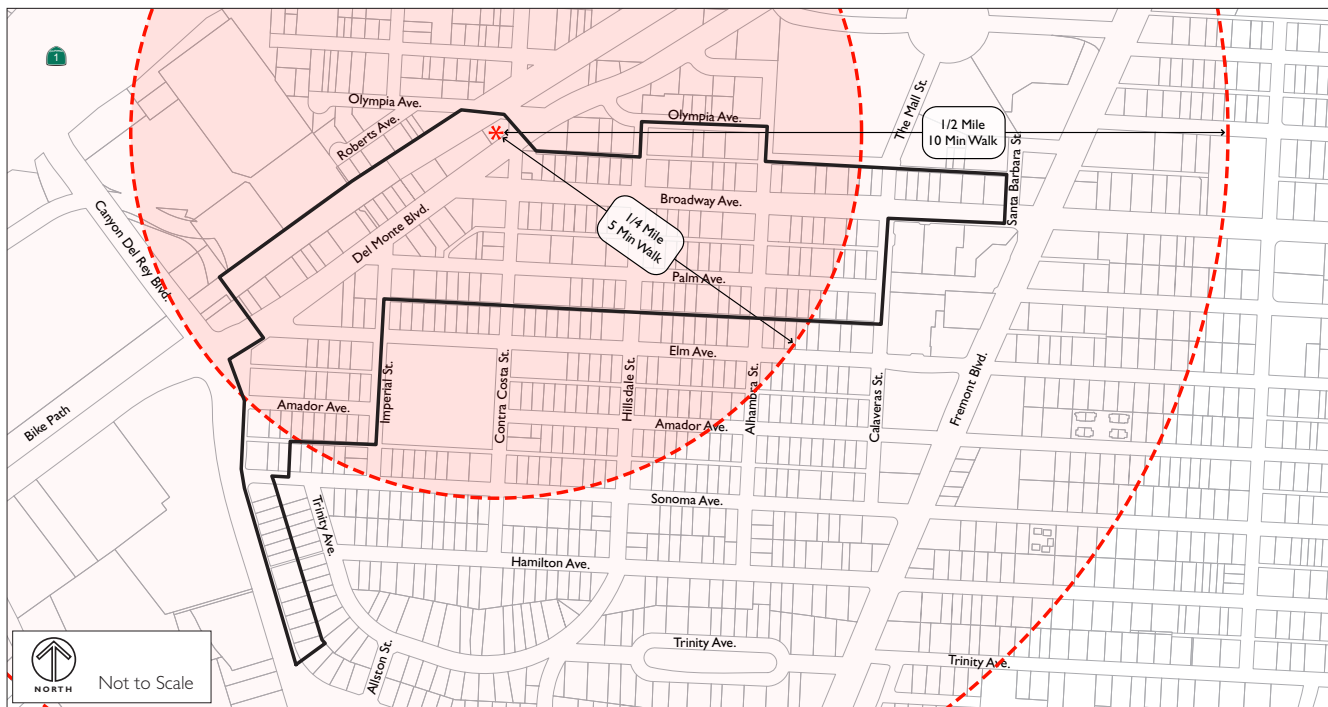 1
Olympia Ave.
Roberts Ave.
Olympia Ave.
The Mall St.
1/2 Mile
10 Min Walk
Santa Barbara St.
Broadway Ave.
Canyon Del Rey Blvd.
Del Monte Blvd.
1/4 Mile
5 Min Walk
Palm Ave.
Elm Ave.
Imperial St.
Contra Costa St.
Hillsdale St.
Alhambra St.
Calaveras St.
Fremont Blvd.
Bike Path
Amador Ave.
Amador Ave.
Sonoma Ave.
Trinity Ave.
Hamilton Ave.
Allston St.
Trinity Ave.
Trinity Ave.
NORTH
Not to Scale